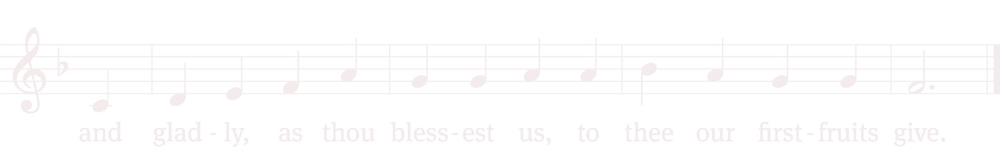 and glad - ly, as thou bless - est us, to thee our first - fruits give.